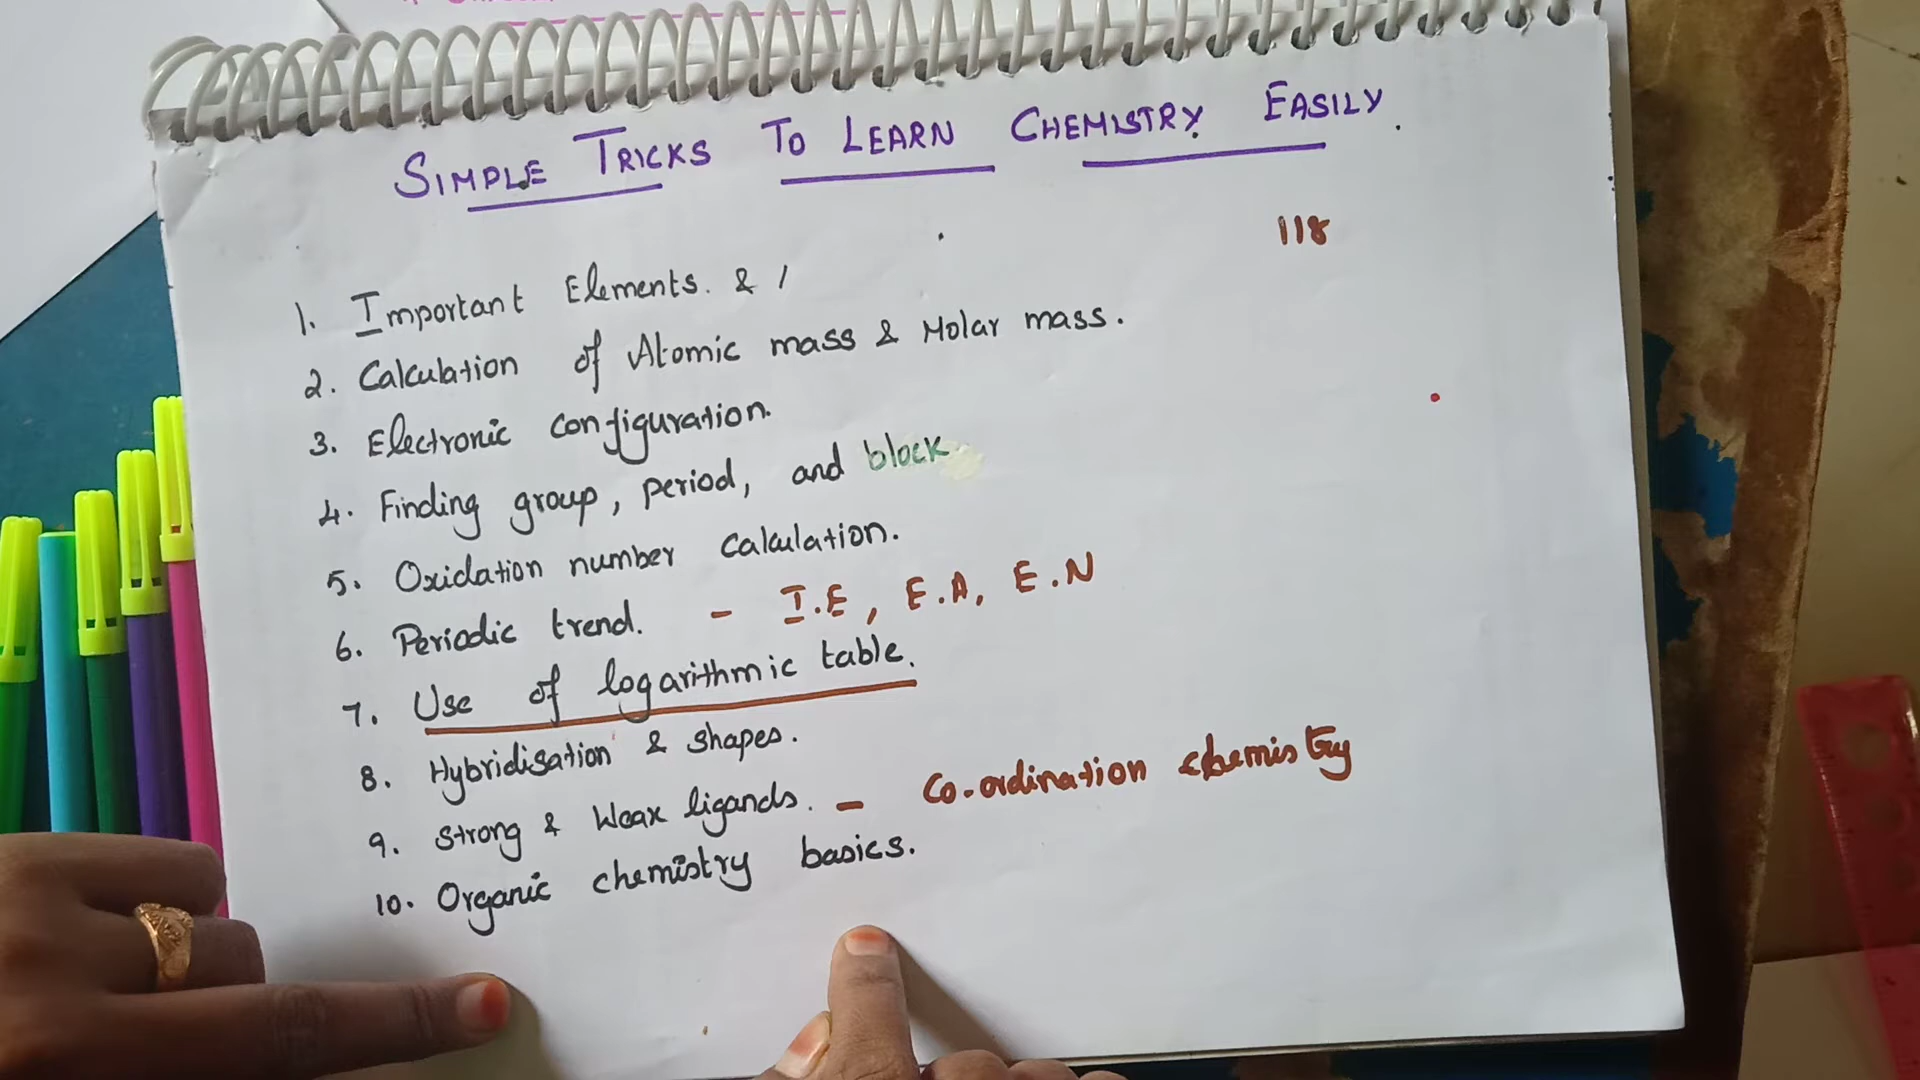 SIMPLE TRICKS TO LEARN CHEMISTRY EASILY.
118
1. Important Elements. & /
2. Calculation of Atomic mass & Molar mass.
3. Electronic configuration.
4. Finding group, period, and block
5. Oxidation number calculation.
6. Periodic trend. - I.E, E.A, E.N
7. Use of logarithmic table.
8. Hybridisation & shapes.
9. Strong & Weak ligands. - Co-ordination chemistry
10. Organic chemistry basics.